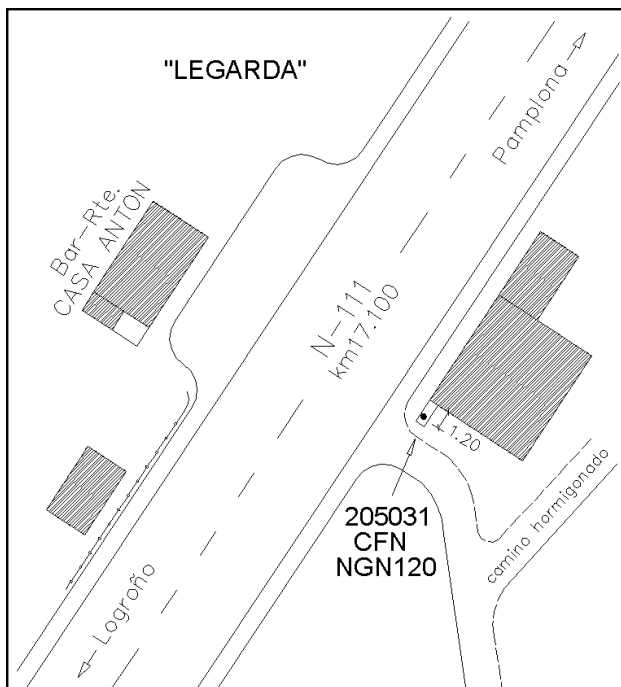 "LEGARDA"
Pamplona
Bar-Rte.
CASA ANTON
N-111
km17.100
1.20
205031
CFN
NGN120
camino hormigonado
Logroño